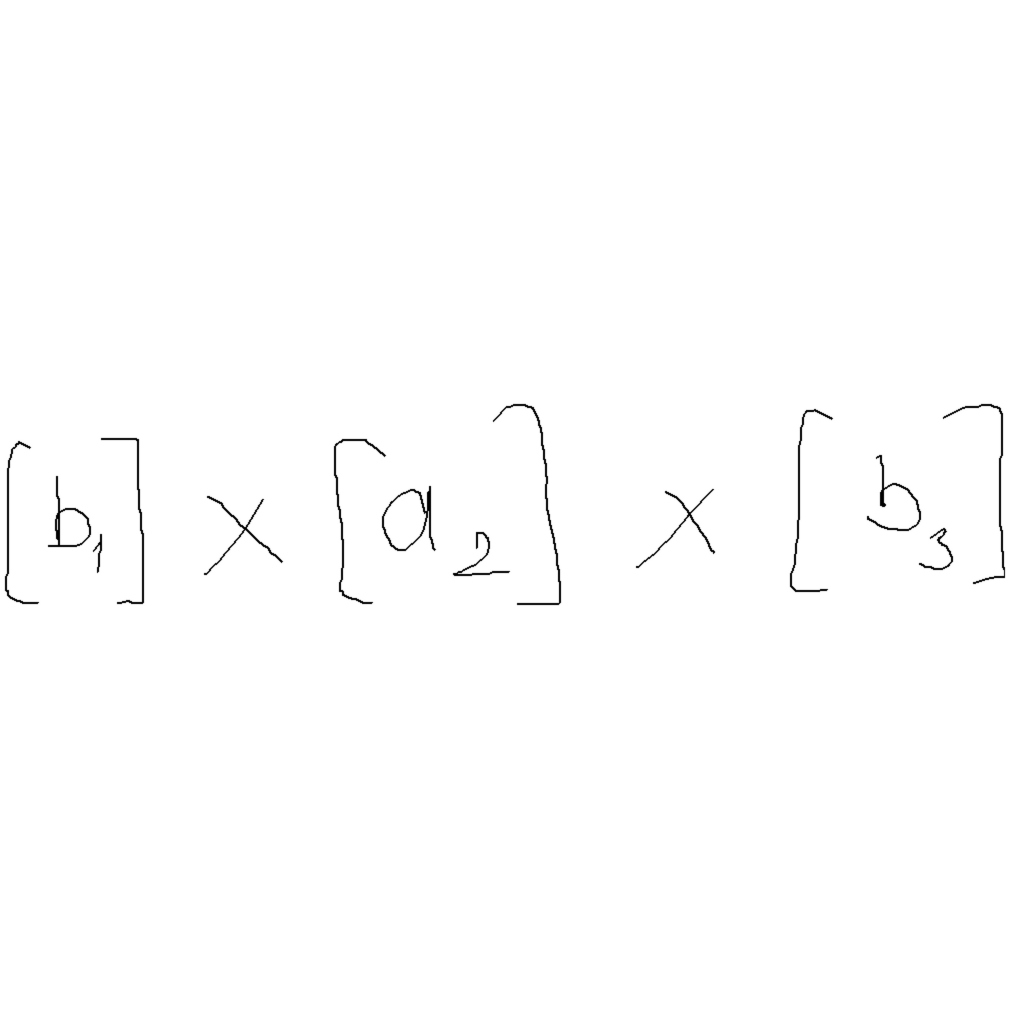 [b₁] × [a₂] × [b₃]